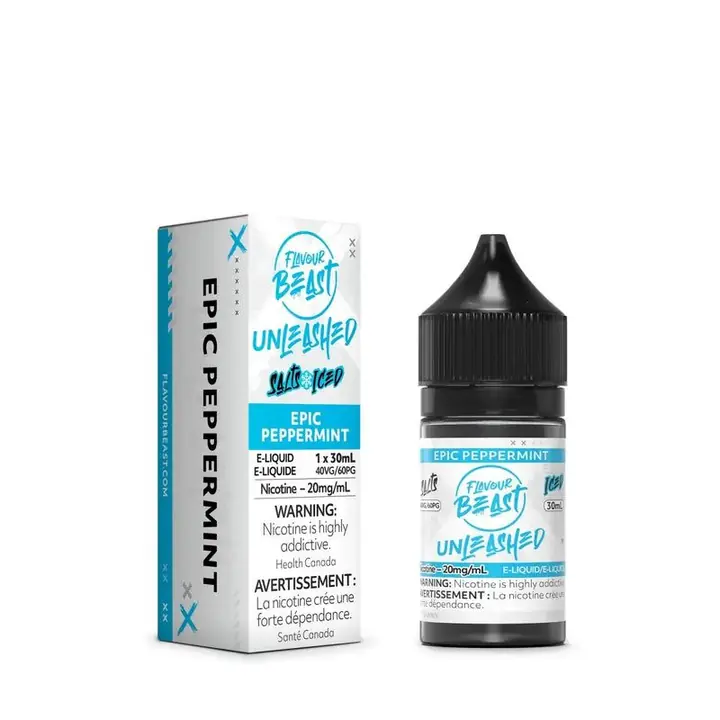 FLAVOURBEAST.COM
EPIC PEPPERMINT
FLAVOUR
BEAST
UNLEASHED
SALTS ICED
EPIC
PEPPERMINT
E-LIQUID
E-LIQUIDE
1 x 30mL
40VG/60PG
Nicotine – 20mg/mL
WARNING:
Nicotine is highly
addictive.
Health Canada
AVERTISSEMENT :
La nicotine crée une
forte dépendance.
Santé Canada
EPIC PEPPERMINT
SALTS
FLAVOUR
BEAST
ICED
30mL
UNLEASHED
20mg/mL E-LIQUID
WARNING: Nicotine is highly
La nicotine crée une
forte dépendance.